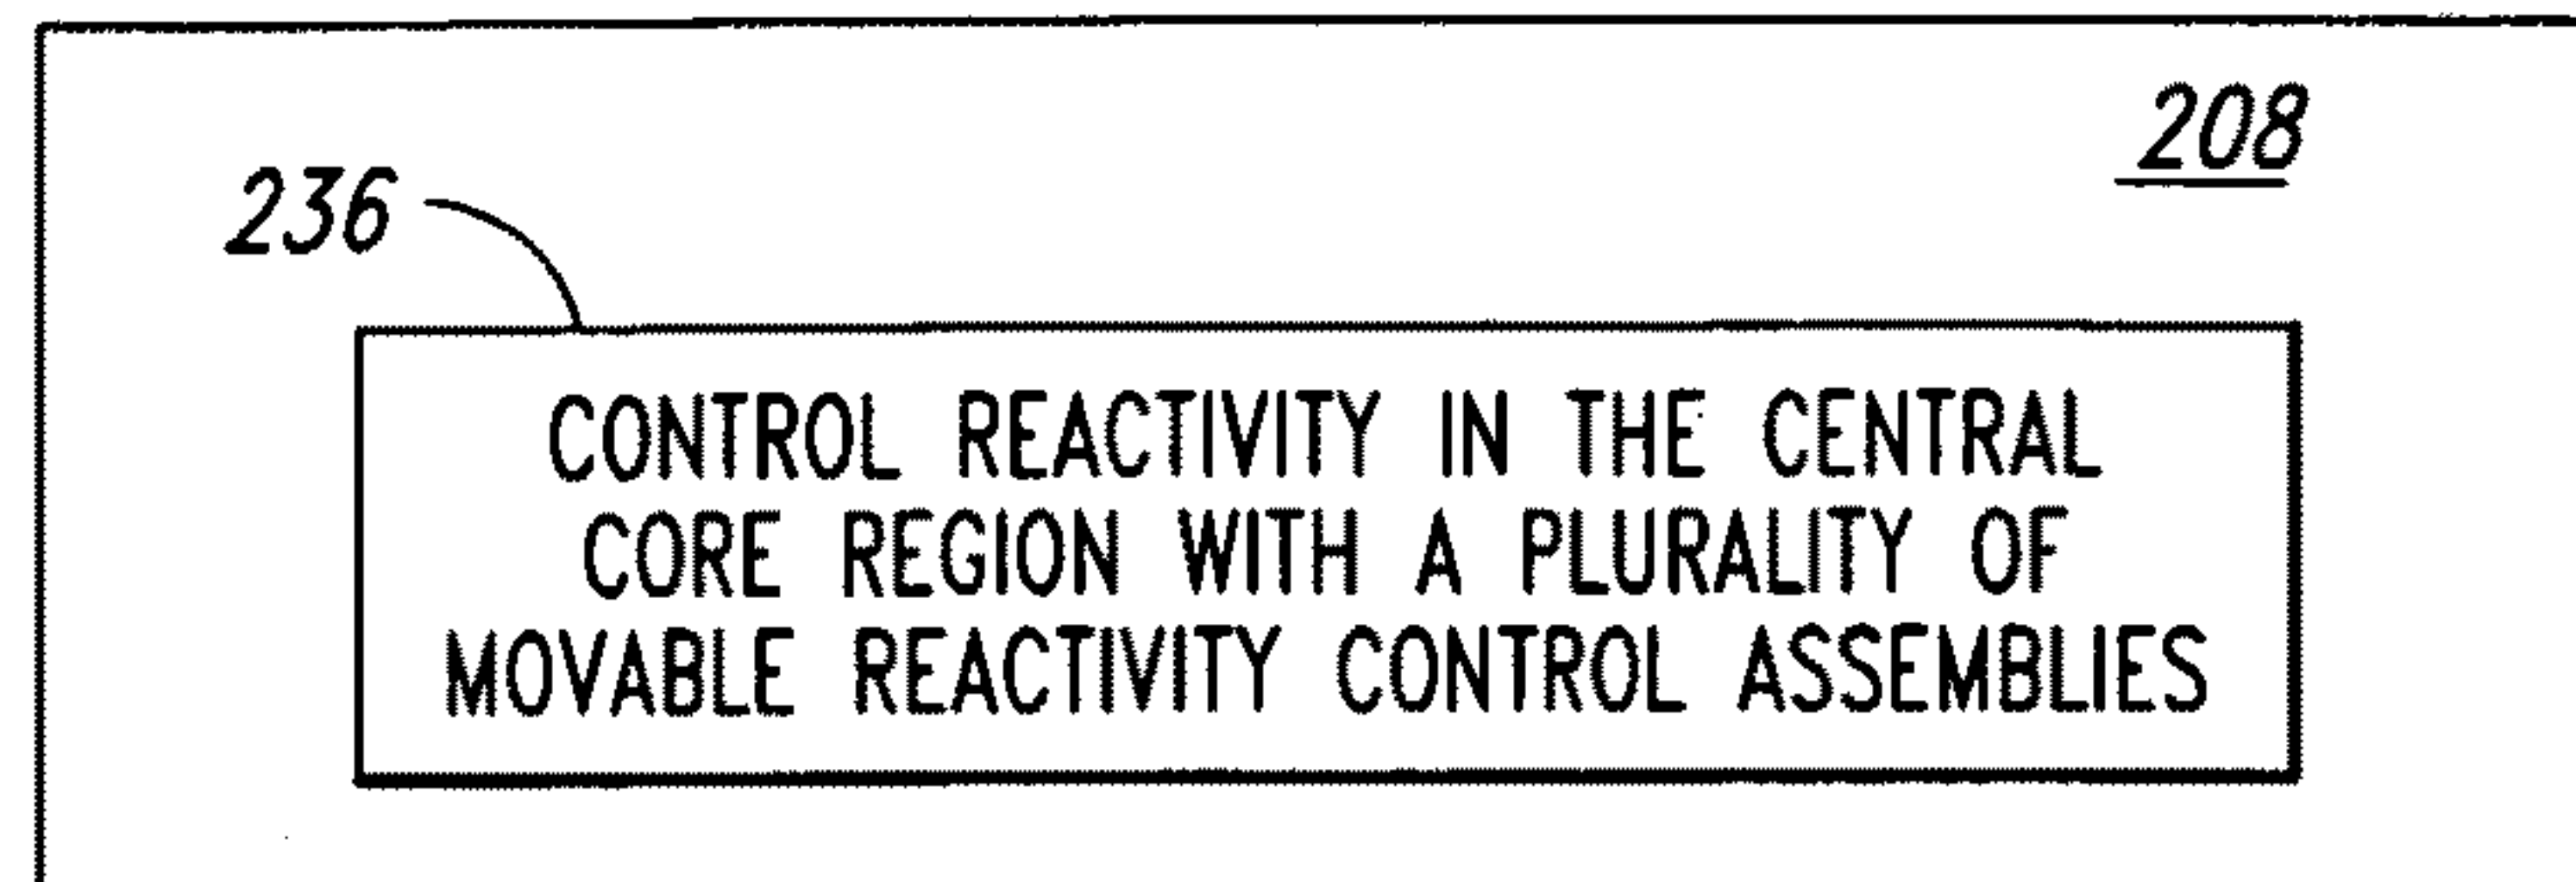 208
236
CONTROL REACTIVITY IN THE CENTRAL
CORE REGION WITH A PLURALITY OF
MOVABLE REACTIVITY CONTROL ASSEMBLIES